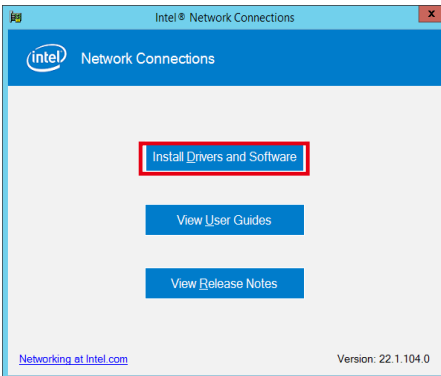 Intel® Network Connections
x
intel Network Connections
Install Drivers and Software
View User Guides
View Release Notes
Networking at Intel.com Version: 22.1.104.0